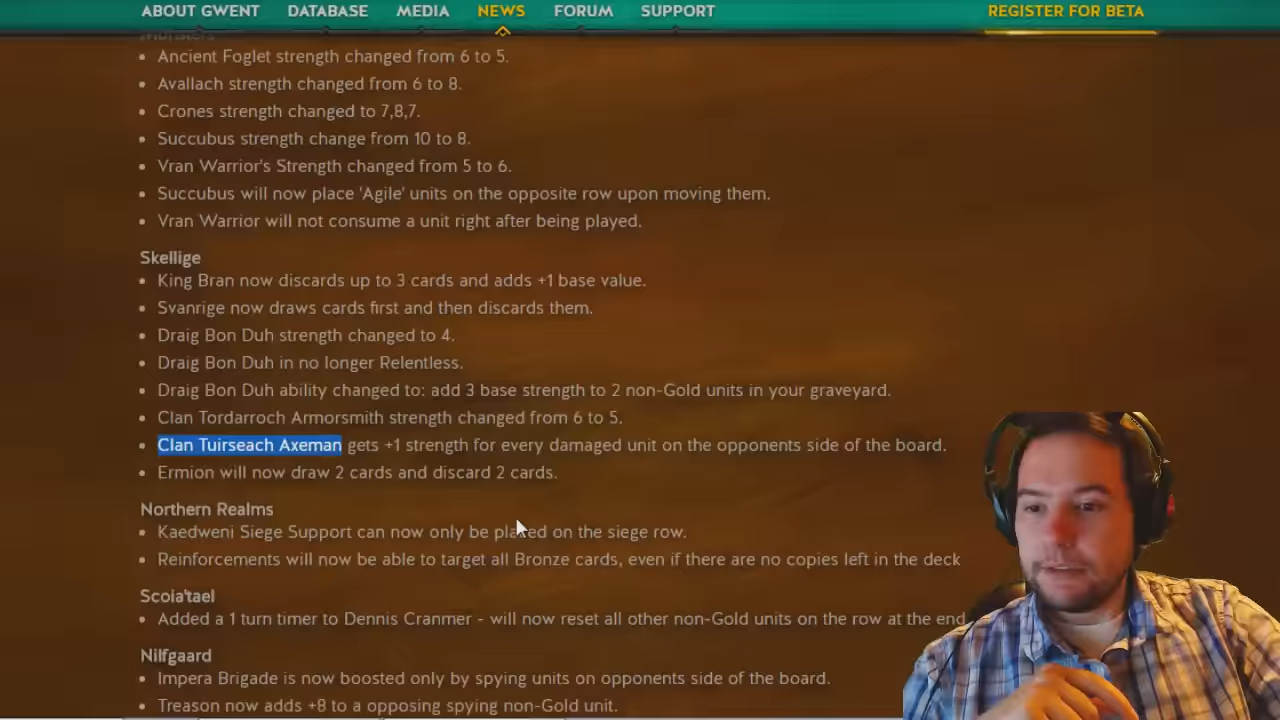 ABOUT GWENT DATABASE MEDIA NEWS FORUM SUPPORT REGISTER FOR BETA
Ancient Foglet strength changed from 6 to 5.
Avallach strength changed from 6 to 8.
Crones strength changed to 7,8,7.
Succubus strength change from 10 to 8.
Vran Warrior's Strength changed from 5 to 6.
Succubus will now place 'Agile' units on the opposite row upon moving them.
Vran Warrior will not consume a unit right after being played.
Skellige
King Bran now discards up to 3 cards and adds +1 base value.
Svanrige now draws cards first and then discards them.
Draig Bon Duh strength changed to 4.
Draig Bon Duh in no longer Relentless.
Draig Bon Duh ability changed to: add 3 base strength to 2 non-Gold units in your graveyard.
Clan Tordarroch Armorsmith strength changed from 6 to 5.
Clan Tuirseach Axeman gets +1 strength for every damaged unit on the opponents side of the board.
Ermion will now draw 2 cards and discard 2 cards.
Northern Realms
Kaedweni Siege Support can now only be placed on the siege row.
Reinforcements will now be able to target all Bronze cards, even if there are no copies left in the deck
Scoia'tael
Added a 1 turn timer to Dennis Cranmer - will now reset all other non-Gold units on the row at the end
Nilfgaard
Impera Brigade is now boosted only by spying units on opponents side of the board.
Treason now adds +8 to a opposing spying non-Gold unit.